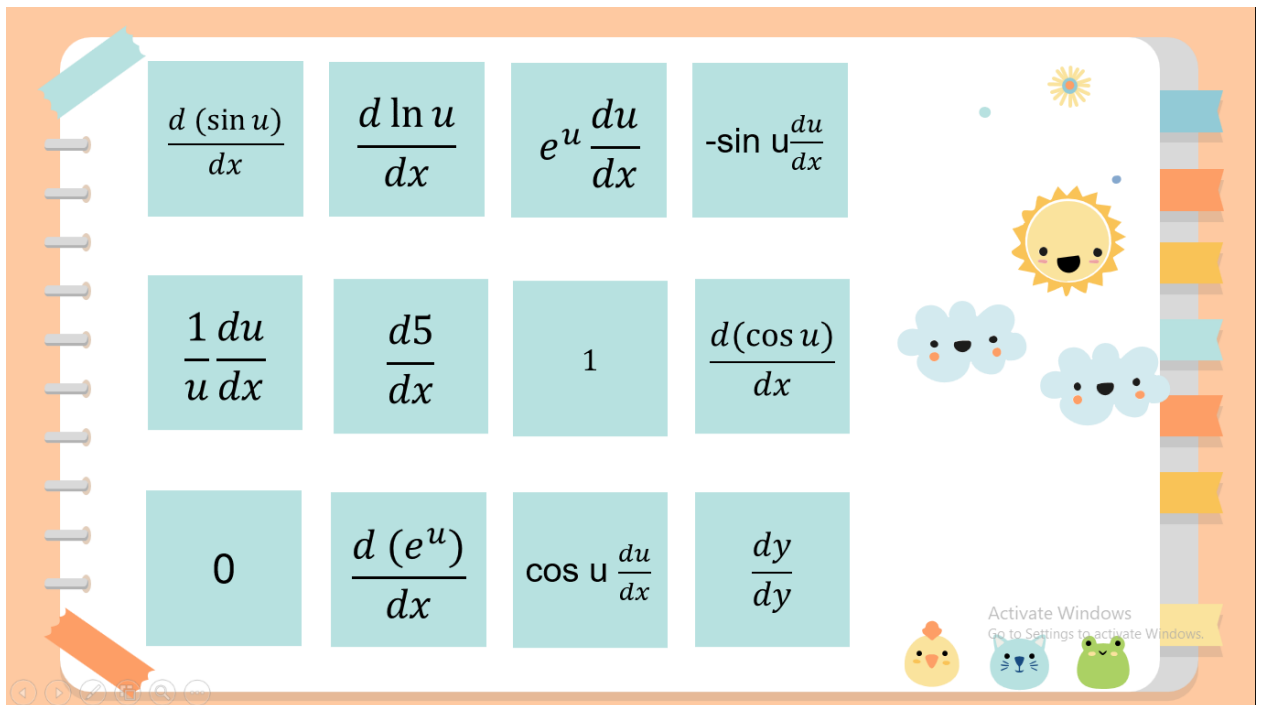 d (sin u)/dx
d ln u/dx
e^u du/dx
-sin u du/dx
1/u du/dx
d5/dx
1
d(cos u)/dx
0
d (e^u)/dx
cos u du/dx
dy/dy
Activate Windows
Go to Settings to activate Windows.